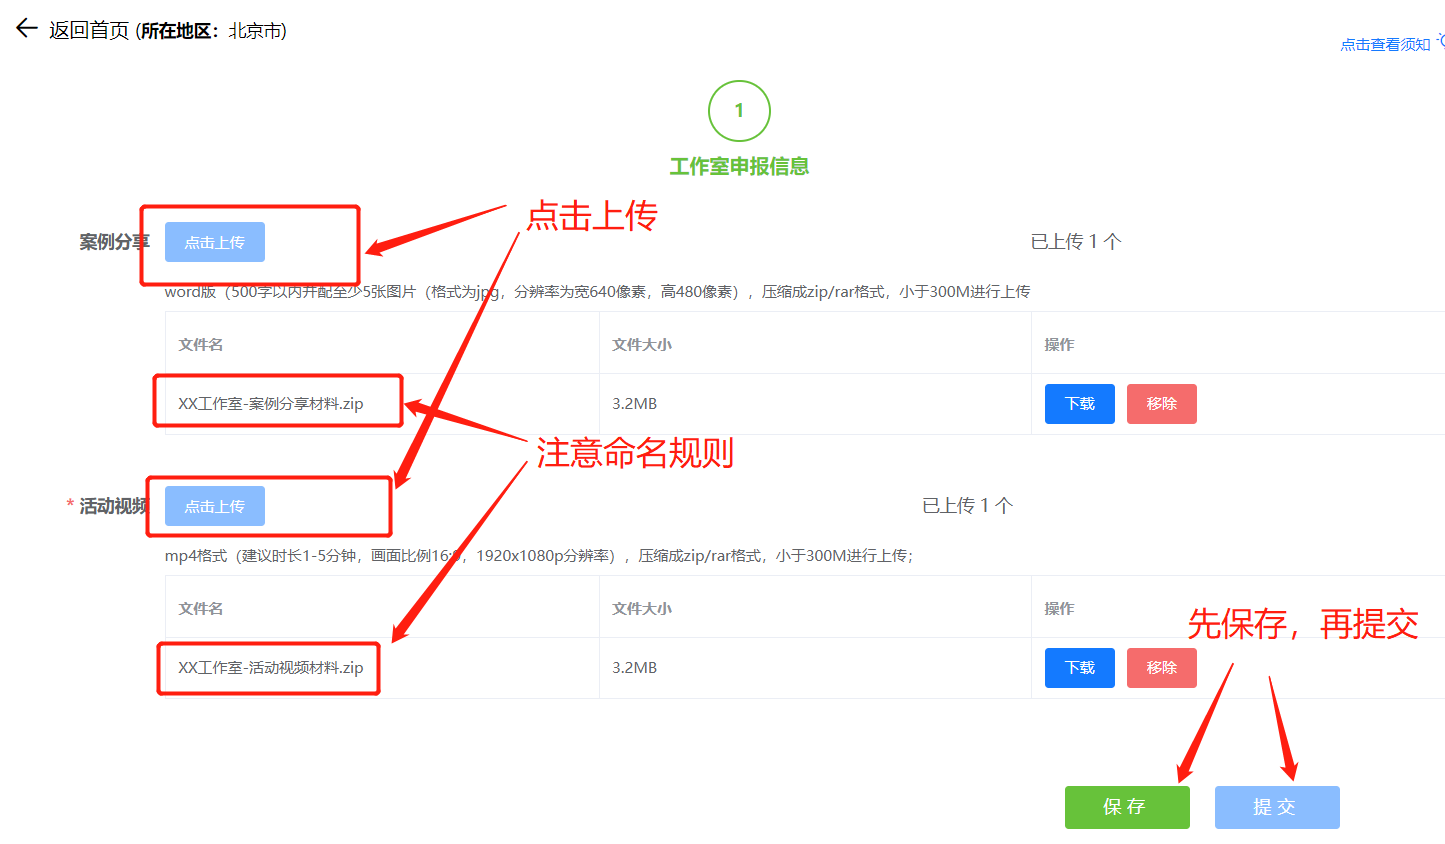 返回首页 (所在地区：北京市)
点击查看须知
1
工作室申报信息
点击上传
案例分享 点击上传 已上传 1 个
word版（500字以内并配至少5张图片（格式为jpg，分辨率为宽640像素，高480像素），压缩成zip/rar格式，小于300M进行上传
文件名 文件大小 操作
XX工作室-案例分享材料.zip 3.2MB 下载 移除
注意命名规则
* 活动视频 点击上传 已上传 1 个
mp4格式（建议时长1-5分钟，画面比例16:9，1920x1080p分辨率），压缩成zip/rar格式，小于300M进行上传；
文件名 文件大小 操作
先保存，再提交
XX工作室-活动视频材料.zip 3.2MB 下载 移除
保 存 提 交